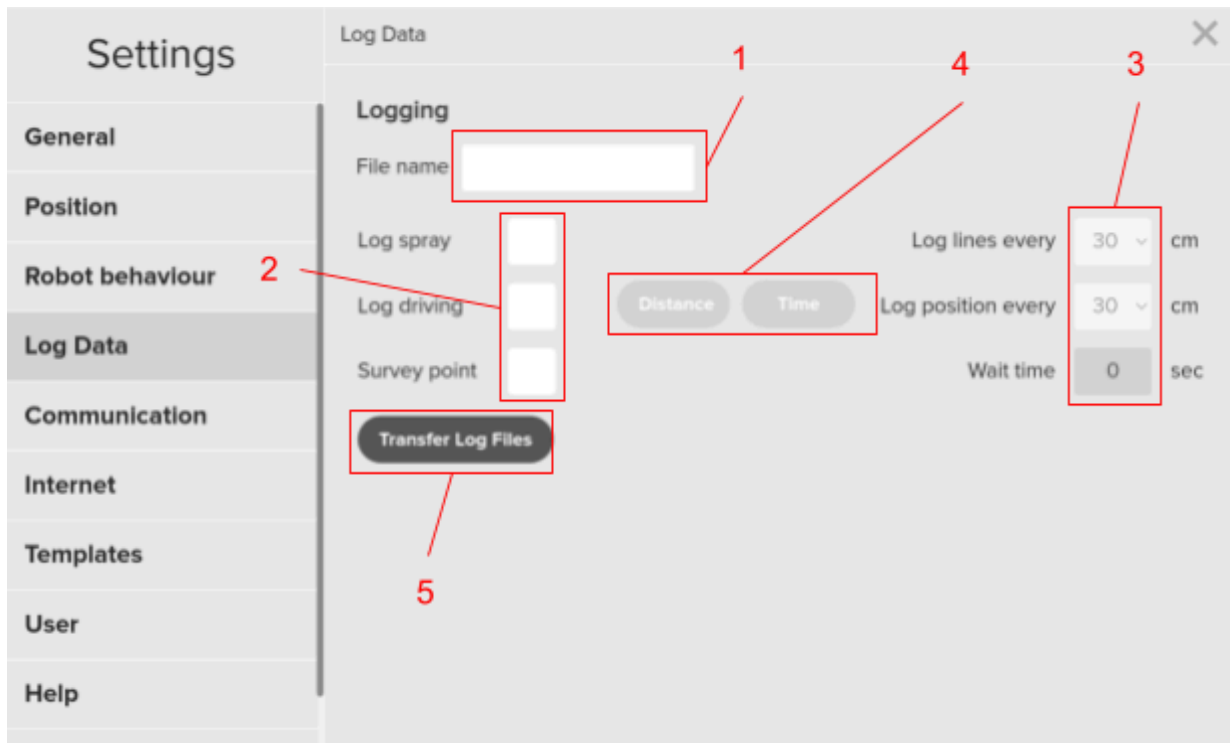 Settings
General
Position
Robot behaviour
Log Data
Communication
Internet
Templates
User
Help
Log Data
1
4
3
Logging
File name
2
Log spray
Log lines every 30 cm
Log driving
Distance Time
Log position every 30 cm
Survey point
Wait time 0 sec
Transfer Log Files
5